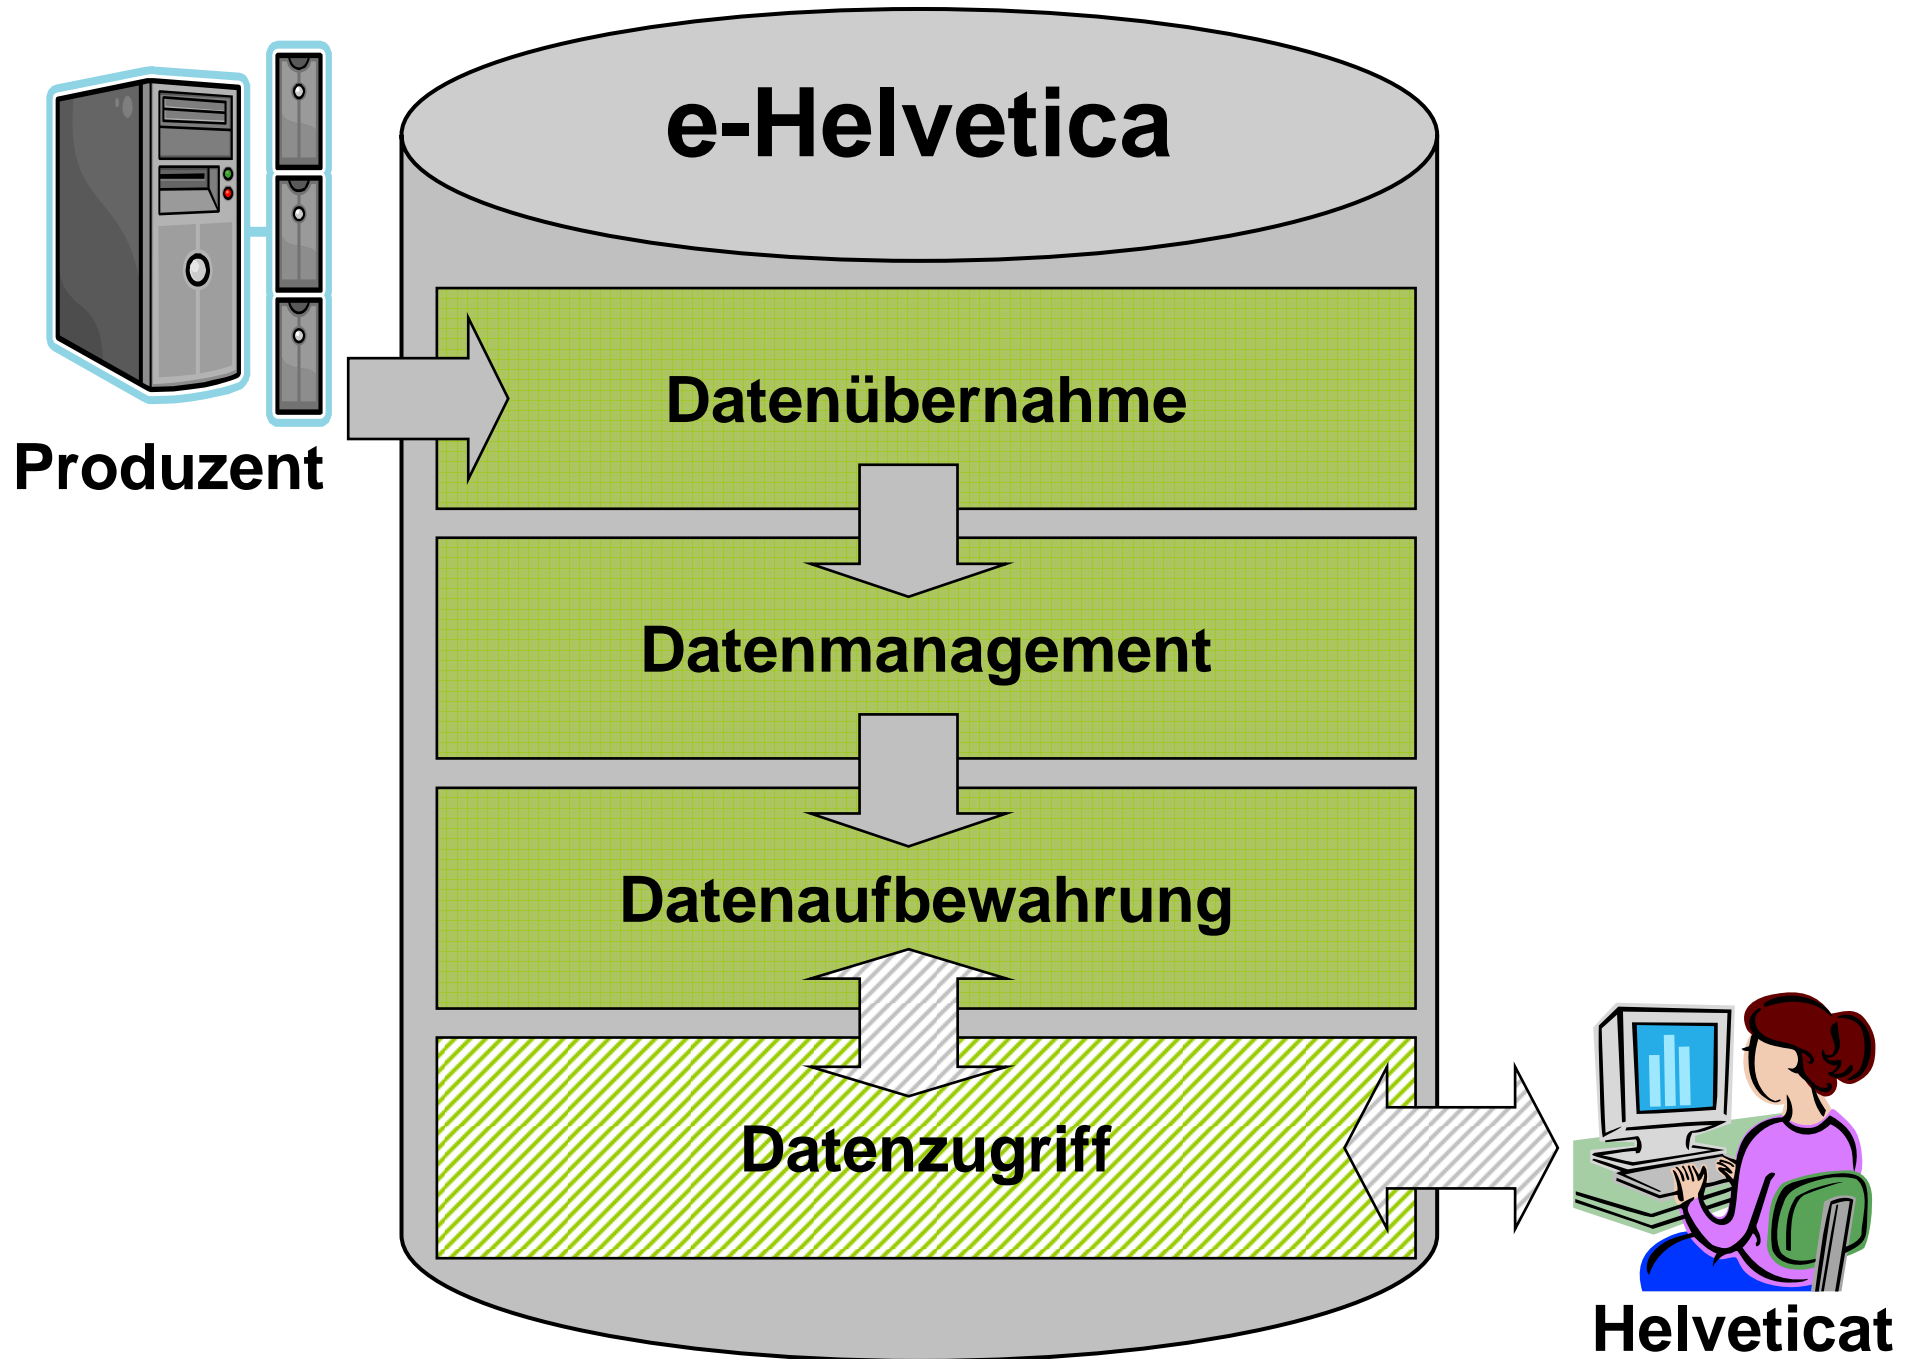 e-Helvetica
Produzent
Datenübernahme
Datenmanagement
Datenaufbewahrung
Datenzugriff
Helveticat